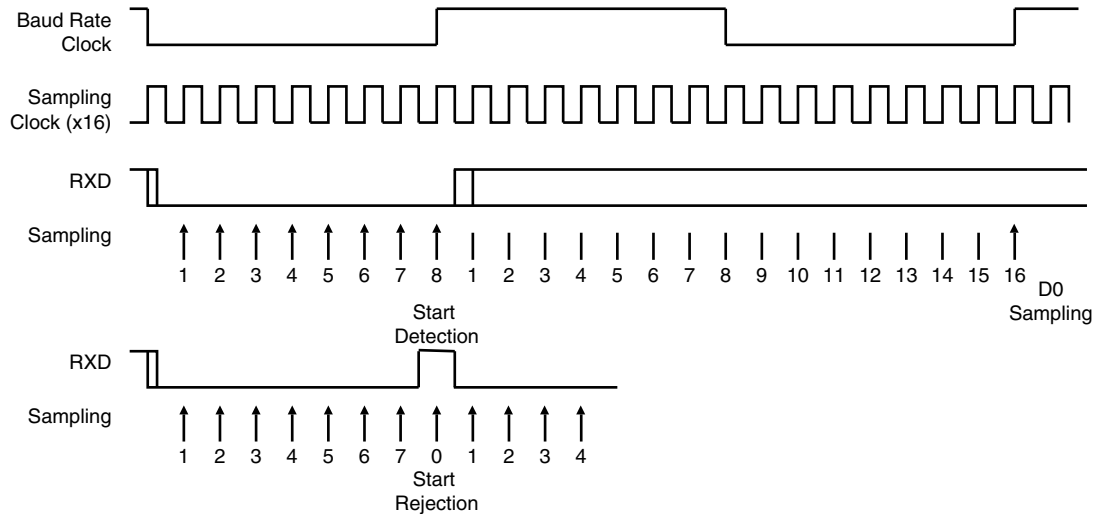 Baud Rate
Clock
Sampling
Clock (x16)
RXD
Sampling
1 2 3 4 5 6 7 8 1 2 3 4 5 6 7 8 9 10 11 12 13 14 15 16
D0
Sampling
Start
Detection
RXD
Sampling
1 2 3 4 5 6 7 0 1 2 3 4
Start
Rejection